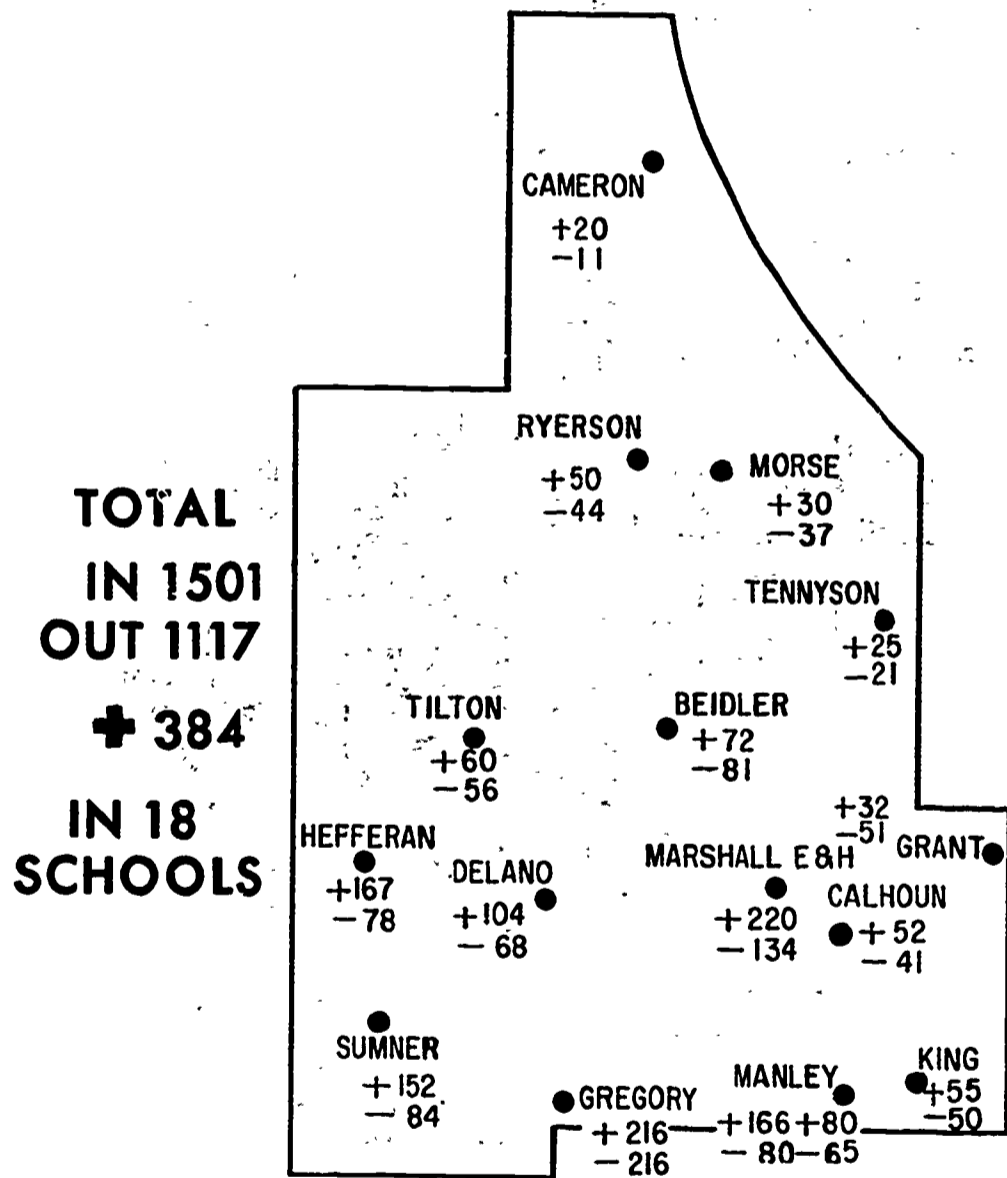 CAMERON
+20
-11
RYERSON
+50
-44
MORSE
+30
-37
TOTAL
IN 1501
OUT 1117
+ 384
IN 18
SCHOOLS
TENNYSON
+25
-21
TILTON
+60
-56
BEIDLER
+72
-81
HEFFERAN
+167
-78
DELANO
+104
-68
MARSHALL E&H
+220
-134
+32
-51
GRANT
CALHOUN
+52
-41
SUMNER
+152
-84
GREGORY
+216
-216
MANLEY
+166 +80
-80 -65
KING
+55
-50